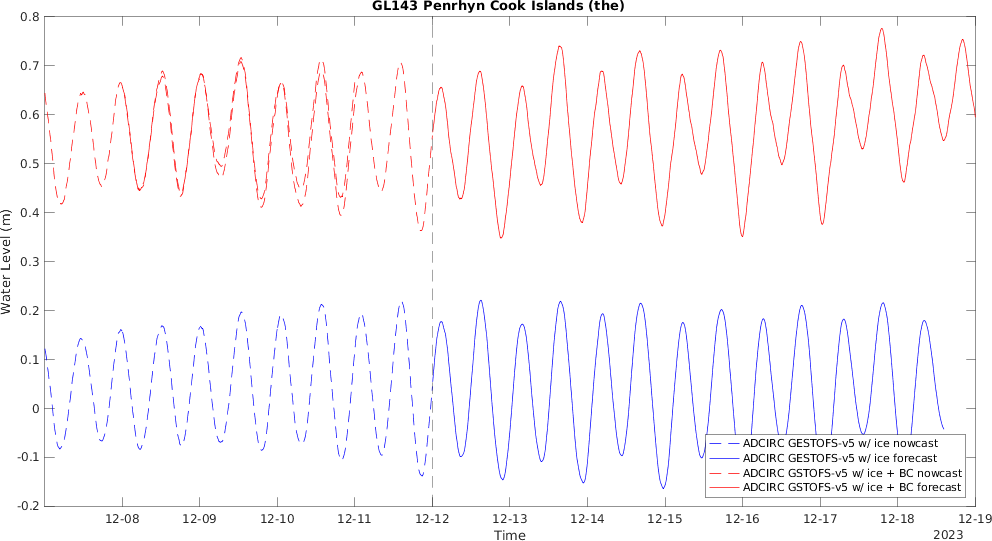 GL143 Penrhyn Cook Islands (the)
0.8
0.7
0.6
0.5
0.4
0.3
0.2
0.1
0
-0.1
-0.2
Water Level (m)
ADCIRC GESTOFS-v5 w/ ice nowcast
ADCIRC GESTOFS-v5 w/ ice forecast
ADCIRC GSTOFS-v5 w/ ice + BC nowcast
ADCIRC GSTOFS-v5 w/ ice + BC forecast
12-08 12-09 12-10 12-11 12-12 12-13 12-14 12-15 12-16 12-17 12-18 12-19
Time
2023